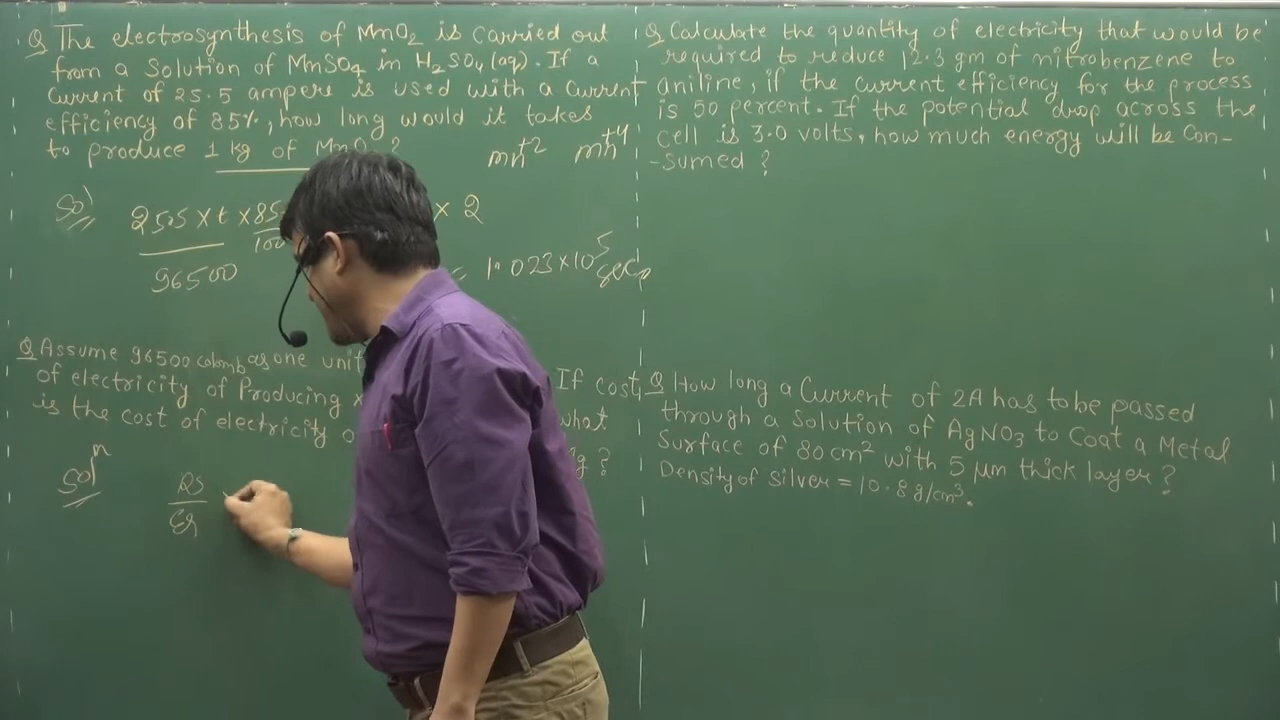 Q The electrosynthesis of MnO2 is carried out
from a solution of MnSO4 in H2SO4 (aq). If a
current of 25.5 ampere is used with a current
efficiency of 85%, how long would it takes
to produce 1 kg of MnO2?
mn+2 mn+4
Sol
25.5 × t × 85 × 2
96500 100
= 1.023 × 10^5 sec.
Q Assume 96500 colomb as one unit If cost
of electricity of Producing x
is the cost of electricity o what
g?
Soln
Rs
Q Calculate the quantity of electricity that would be
required to reduce 12.3 gm of nitrobenzene to
aniline, if the current efficiency for the process
is 50 percent. If the potential drop across the
cell is 3.0 volts, how much energy will be Con-
-sumed?
Q How long a Current of 2A has to be passed
through a solution of AgNO3 to Coat a Metal
Surface of 80 cm² with 5 μm thick layer?
Density of silver = 10.8 g/cm³.